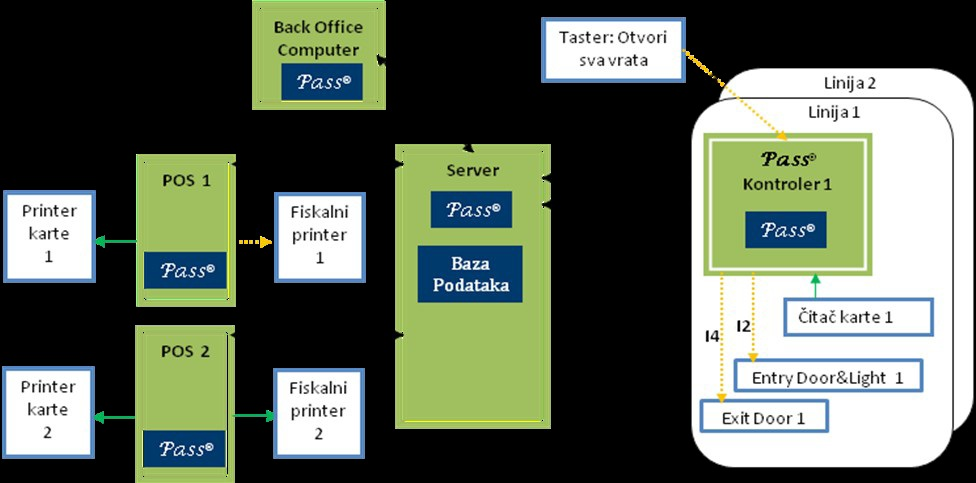 Back Office
Computer
Pass®
Taster: Otvori
sva vrata
Linija 2
Linija 1
Pass®
Kontroler 1
Pass®
Čitač karte 1
I4
I2
Entry Door&Light 1
Exit Door 1
Server
Pass®
Baza
Podataka
POS 1
Pass®
Printer
karte
1
Fiskalni
printer
1
POS 2
Pass®
Printer
karte
2
Fiskalni
printer
2